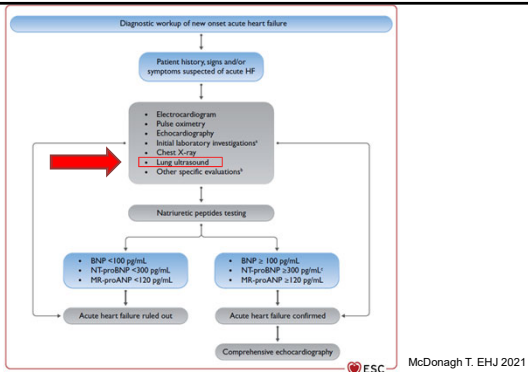 Diagnostic workup of new onset acute heart failure
Patient history, signs and/or
symptoms suspected of acute HF
• Electrocardiogram
• Pulse oximetry
• Echocardiography
• Initial laboratory investigationsᵃ
• Chest X-ray
• Lung ultrasound
• Other specific evaluationsᵇ
Natriuretic peptides testing
• BNP <100 pg/mL
• NT-proBNP <300 pg/mL
• MR-proANP <120 pg/mL
• BNP ≥ 100 pg/mL
• NT-proBNP ≥300 pg/mLᶜ
• MR-proANP ≥120 pg/mL
Acute heart failure ruled out
Acute heart failure confirmed
Comprehensive echocardiography
ESC
McDonagh T. EHJ 2021